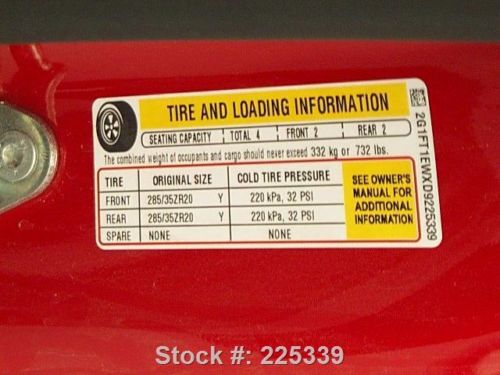 TIRE AND LOADING INFORMATION
SEATING CAPACITY TOTAL 4 FRONT 2 REAR 2
The combined weight of occupants and cargo should never exceed 332 kg or 732 lbs.
TIRE ORIGINAL SIZE COLD TIRE PRESSURE
FRONT 285/35ZR20 Y 220 kPa, 32 PSI
REAR 285/35ZR20 Y 220 kPa, 32 PSI
SPARE NONE NONE
SEE OWNER'S
MANUAL FOR
ADDITIONAL
INFORMATION
2G1FT1EWXD9225339
Stock #: 225339